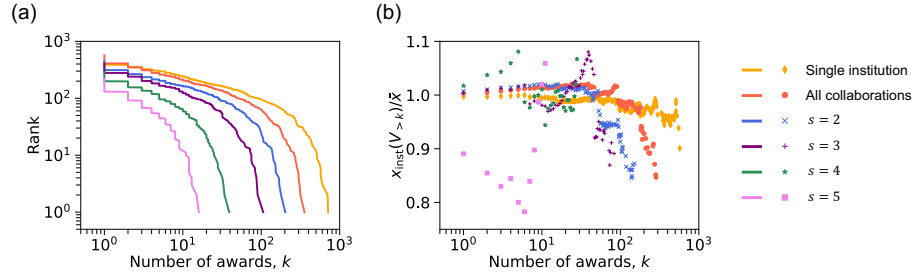 (a)
(b)
10³
10²
10¹
10⁰
Rank
10⁰
10¹
10²
10³
Number of awards, k
1.1
1.0
0.9
0.8
x_inst(V_{>k})/x̄
10⁰
10¹
10²
10³
Number of awards, k
Single institution
All collaborations
s = 2
s = 3
s = 4
s = 5